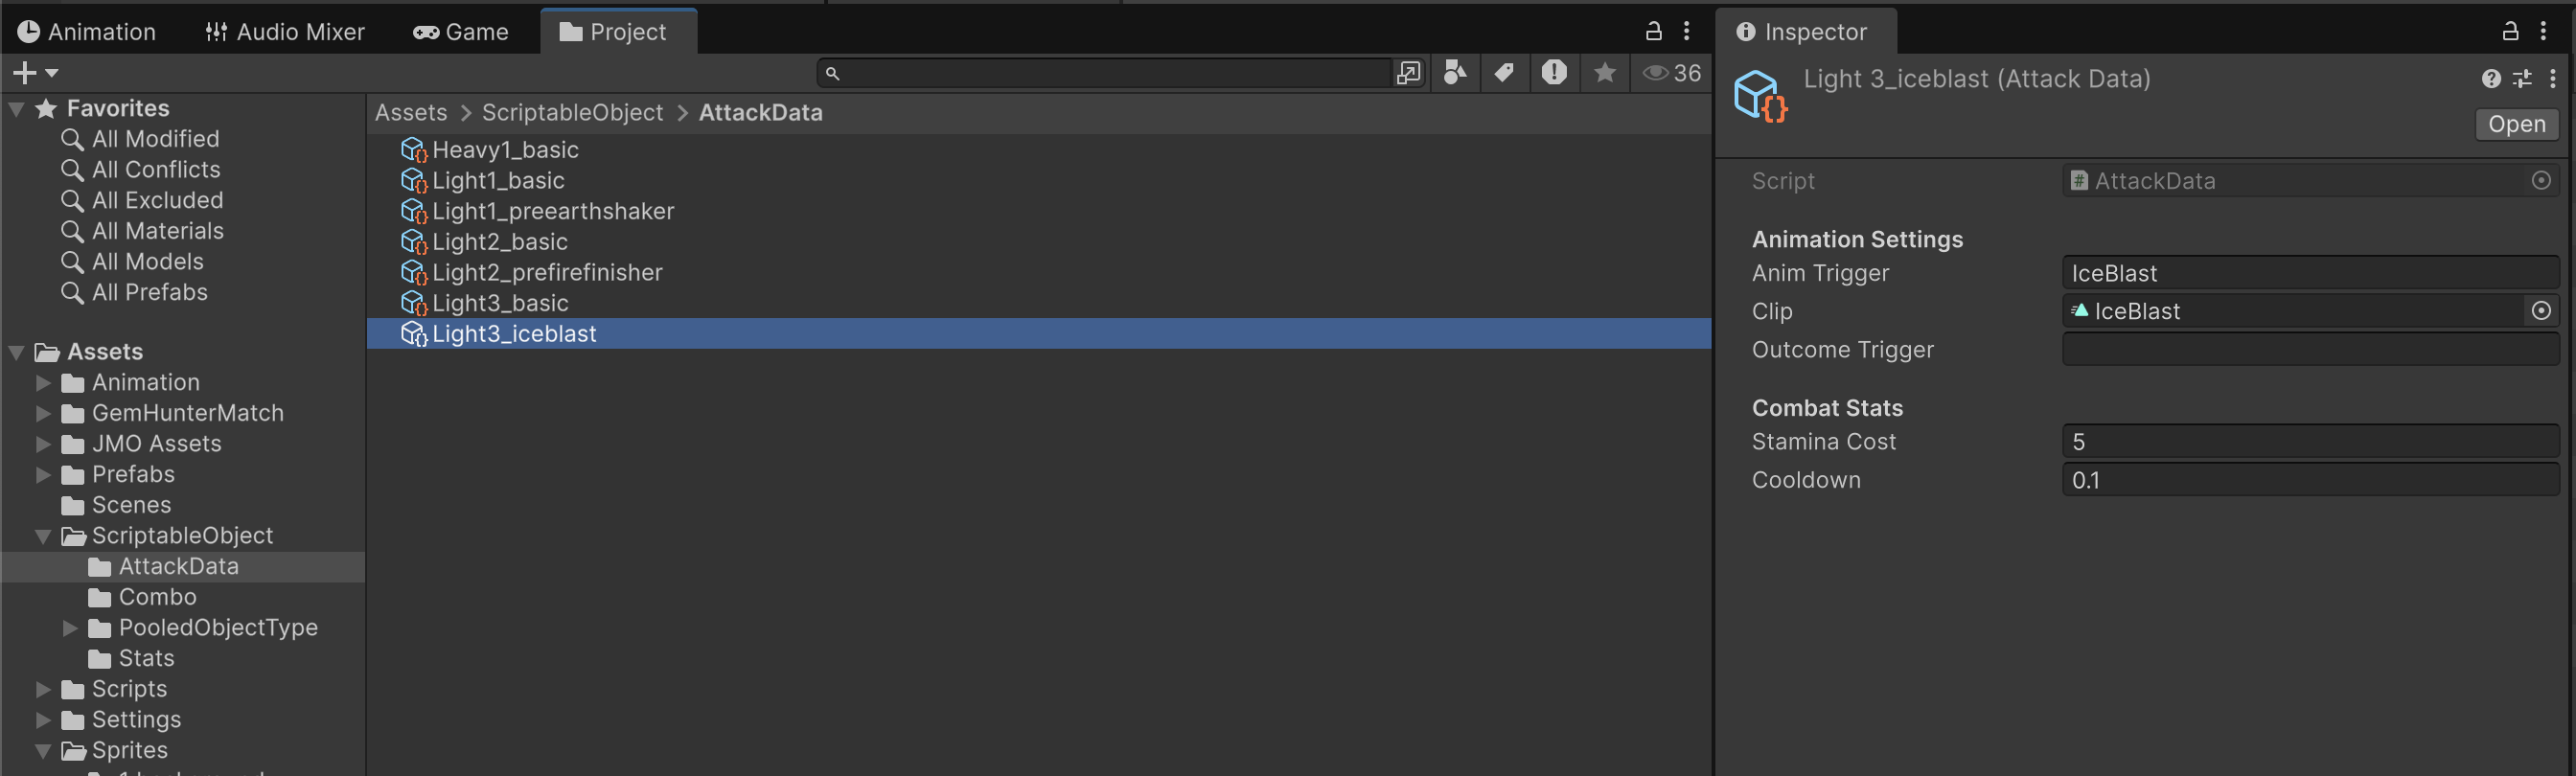 Animation
Audio Mixer
Game
Project
36
Favorites
All Modified
All Conflicts
All Excluded
All Materials
All Models
All Prefabs
Assets
Animation
GemHunterMatch
JMO Assets
Prefabs
Scenes
ScriptableObject
AttackData
Combo
PooledObjectType
Stats
Scripts
Settings
Sprites
Assets > ScriptableObject > AttackData
Heavy1_basic
Light1_basic
Light1_preearthshaker
Light2_basic
Light2_prefirefinisher
Light3_basic
Light3_iceblast
Inspector
Light 3_iceblast (Attack Data)
Open
Script # AttackData
Animation Settings
Anim Trigger IceBlast
Clip IceBlast
Outcome Trigger
Combat Stats
Stamina Cost 5
Cooldown 0.1